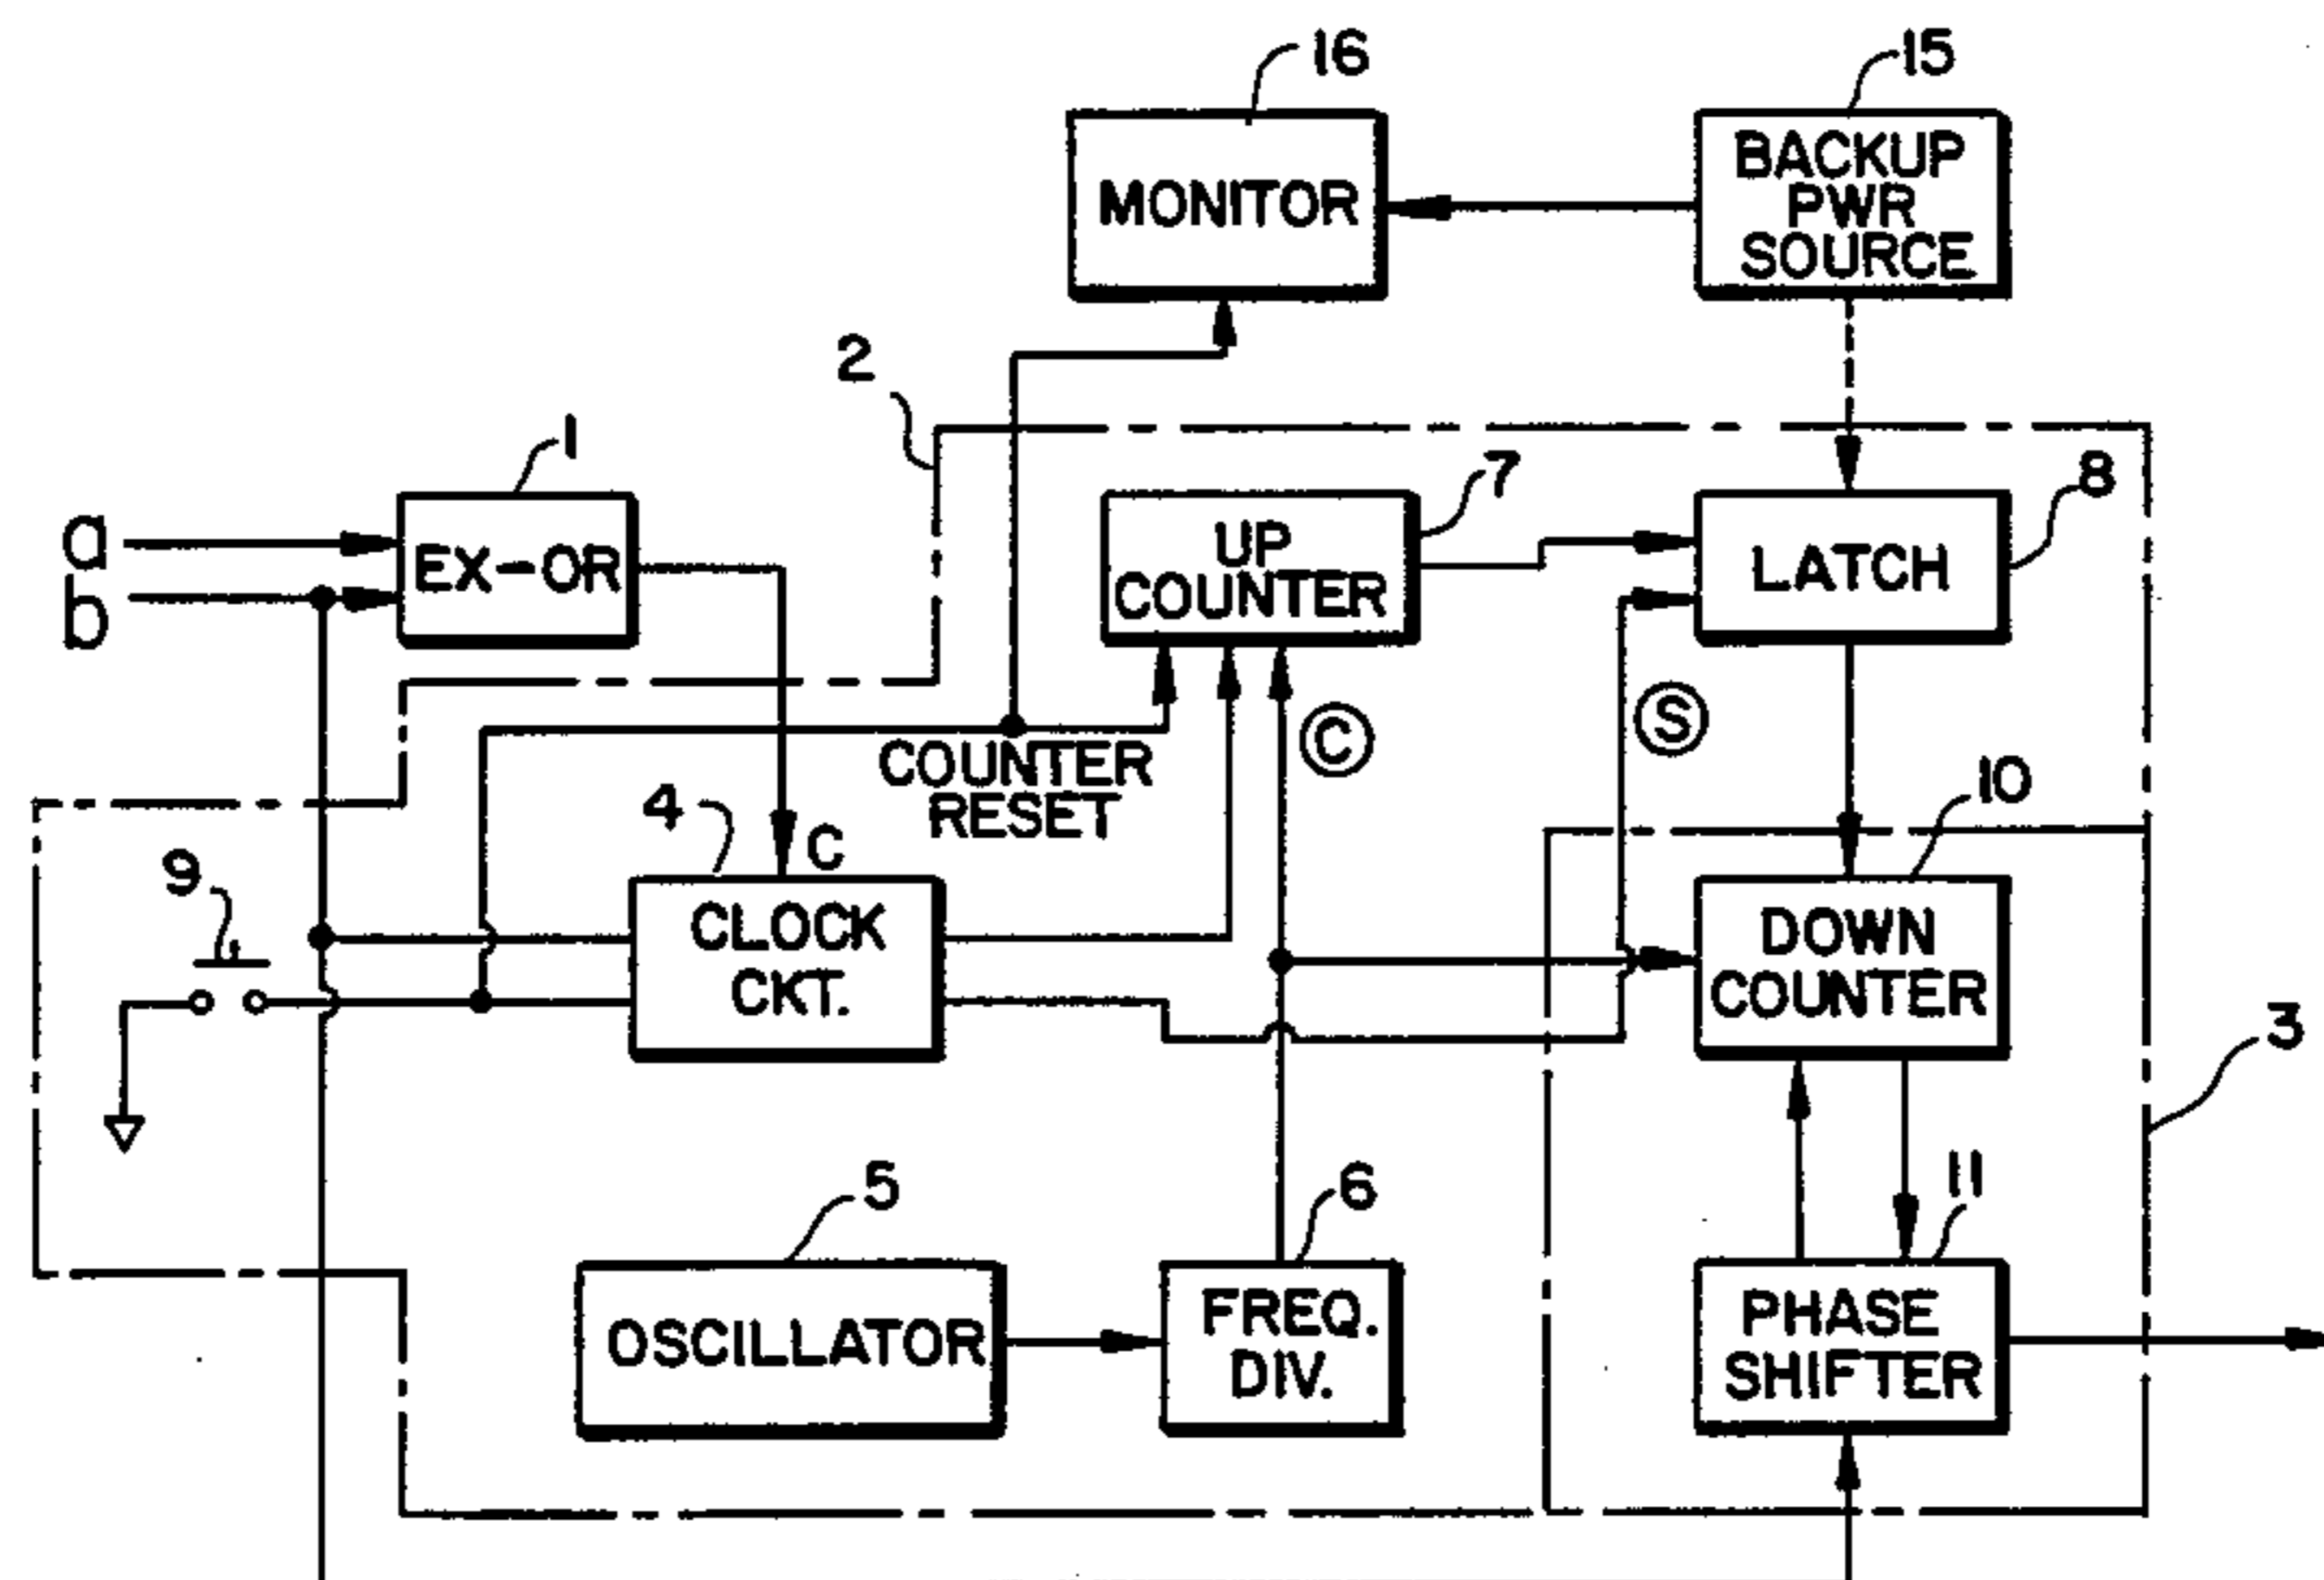 16
15
MONITOR
BACKUP
PWR
SOURCE
2
1
7
8
a
b
EX-OR
UP
COUNTER
LATCH
Ⓒ
Ⓢ
COUNTER
RESET
4
C
10
9
CLOCK
CKT.
DOWN
COUNTER
3
5
6
11
OSCILLATOR
FREQ.
DIV.
PHASE
SHIFTER